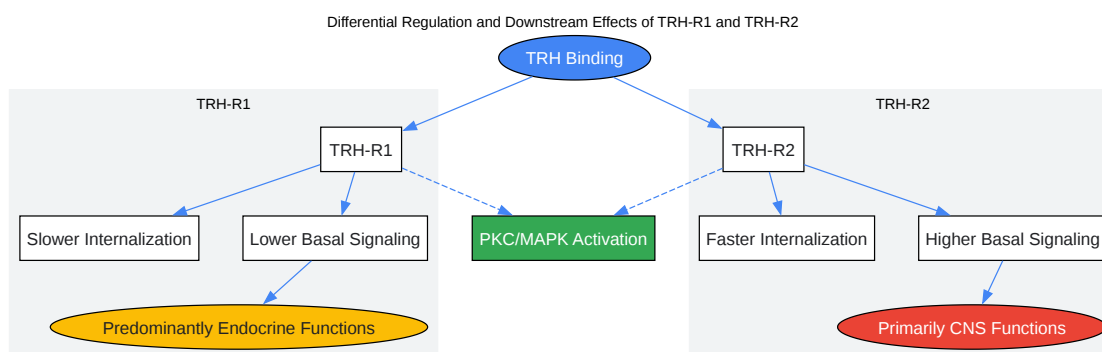 Differential Regulation and Downstream Effects of TRH-R1 and TRH-R2
TRH Binding
TRH-R1
TRH-R2
TRH-R1
TRH-R2
Slower Internalization
Lower Basal Signaling
PKC/MAPK Activation
Faster Internalization
Higher Basal Signaling
Predominantly Endocrine Functions
Primarily CNS Functions